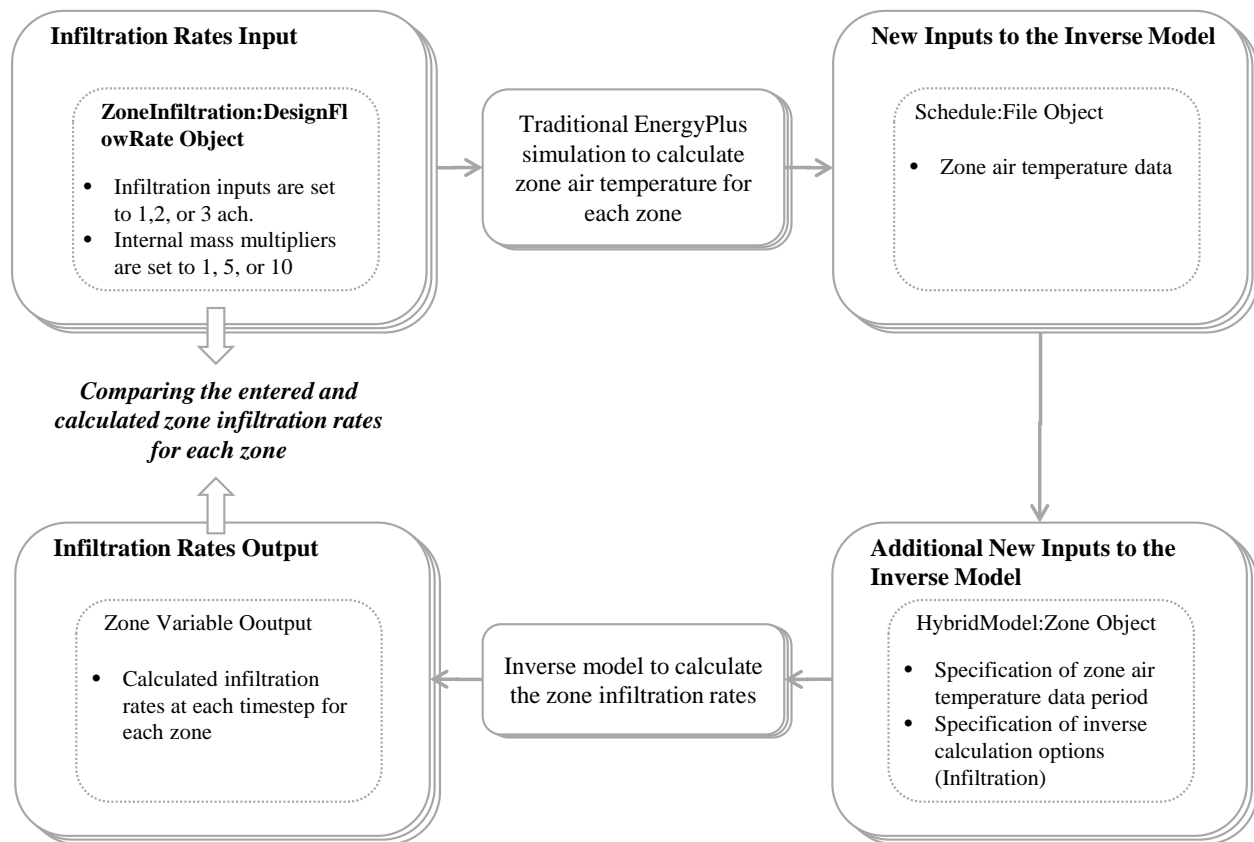 Infiltration Rates Input
ZoneInfiltration:DesignFl
owRate Object
• Infiltration inputs are set
to 1,2, or 3 ach.
• Internal mass multipliers
are set to 1, 5, or 10
Traditional EnergyPlus
simulation to calculate
zone air temperature for
each zone
New Inputs to the Inverse Model
Schedule:File Object
• Zone air temperature data
Comparing the entered and
calculated zone infiltration rates
for each zone
Infiltration Rates Output
Zone Variable Ooutput
• Calculated infiltration
rates at each timestep for
each zone
Inverse model to calculate
the zone infiltration rates
Additional New Inputs to the
Inverse Model
HybridModel:Zone Object
• Specification of zone air
temperature data period
• Specification of inverse
calculation options
(Infiltration)